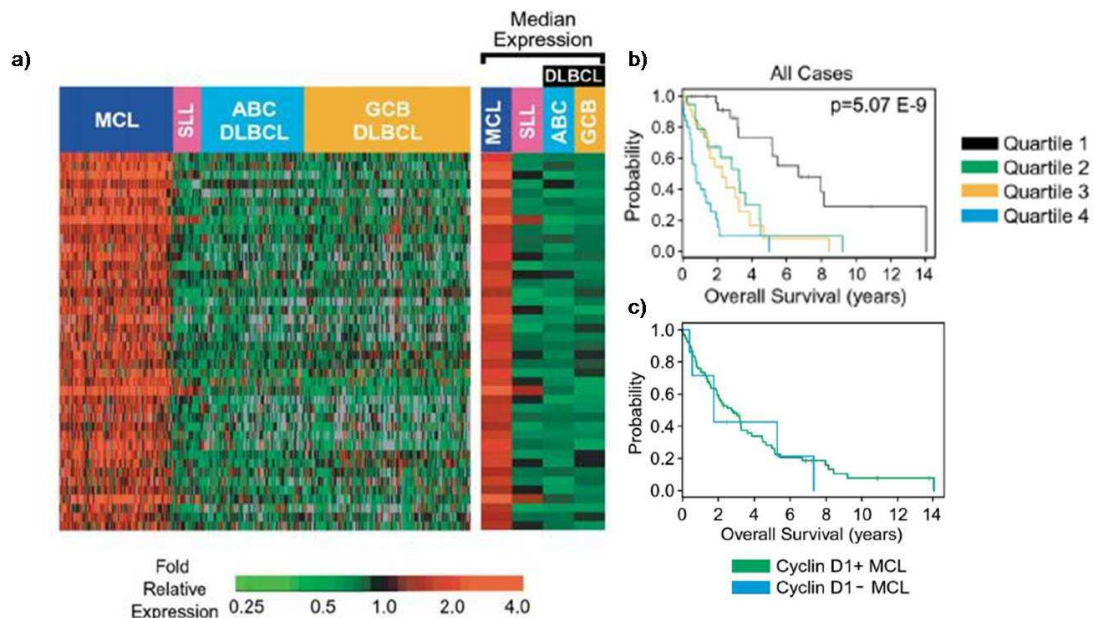 a)
MCL
SLL
ABC
DLBCL
GCB
DLBCL
Median
Expression
DLBCL
MCL
SLL
ABC
GCB
Fold
Relative
Expression
0.25 0.5 1.0 2.0 4.0
b)
All Cases
p=5.07 E-9
Probability
1.0
0.8
0.6
0.4
0.2
0.0
0 2 4 6 8 10 12 14
Overall Survival (years)
Quartile 1
Quartile 2
Quartile 3
Quartile 4
c)
Probability
1.0
0.8
0.6
0.4
0.2
0.0
0 2 4 6 8 10 12 14
Overall Survival (years)
Cyclin D1+ MCL
Cyclin D1− MCL